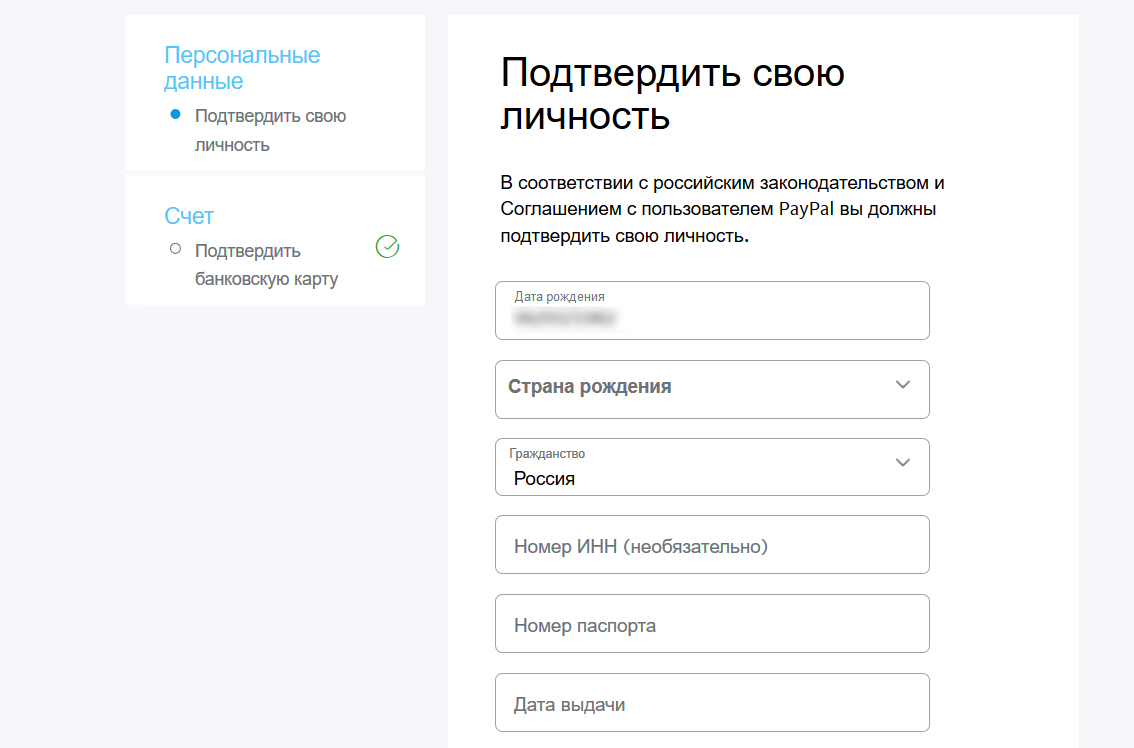 Персональные
данные
Подтвердить свою
личность
Счет
Подтвердить
банковскую карту
Подтвердить свою
личность
В соответствии с российским законодательством и
Соглашением с пользователем PayPal вы должны
подтвердить свою личность.
Дата рождения
Страна рождения
Гражданство
Россия
Номер ИНН (необязательно)
Номер паспорта
Дата выдачи